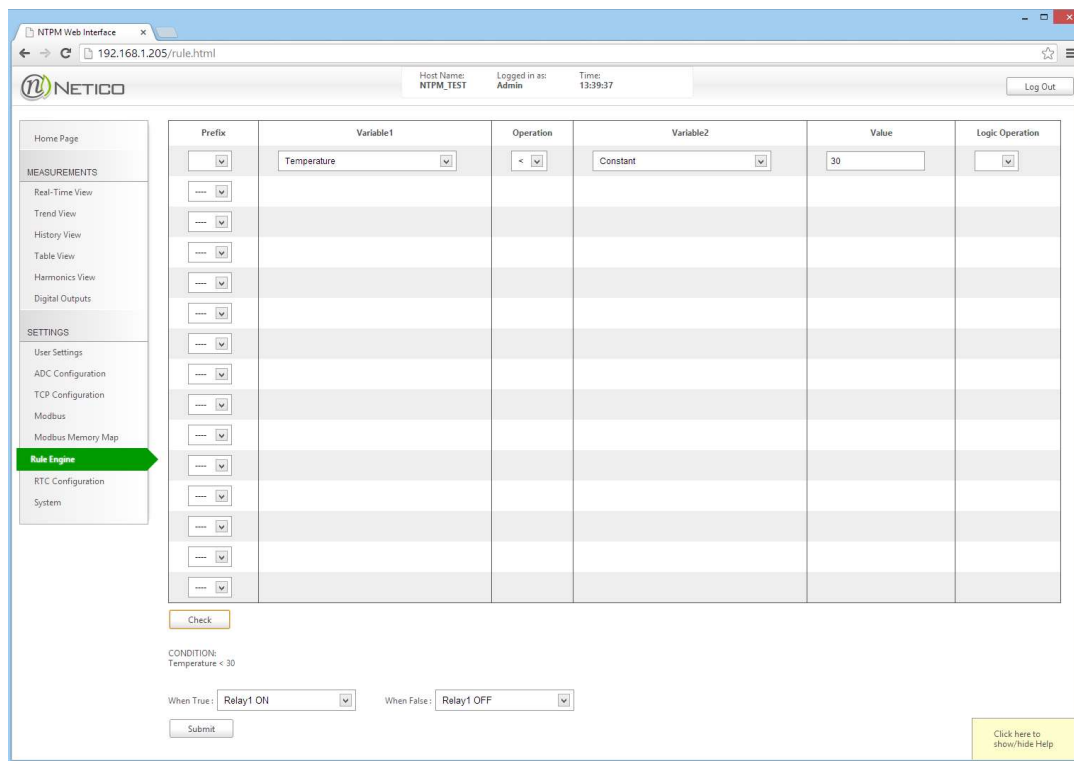 NTPM Web Interface
192.168.1.205/rule.html
NETICO
Host Name: Logged in as: Time:
NTPM_TEST Admin 13:39:37
Log Out
Home Page
MEASUREMENTS
Real-Time View
Trend View
History View
Table View
Harmonics View
Digital Outputs
SETTINGS
User Settings
ADC Configuration
TCP Configuration
Modbus
Modbus Memory Map
Rule Engine
RTC Configuration
System
Prefix Variable1 Operation Variable2 Value Logic Operation
Temperature < Constant 30
----
----
----
----
----
----
----
----
----
----
----
----
----
----
Check
CONDITION:
Temperature < 30
When True : Relay1 ON When False : Relay1 OFF
Submit
Click here to
show/hide Help